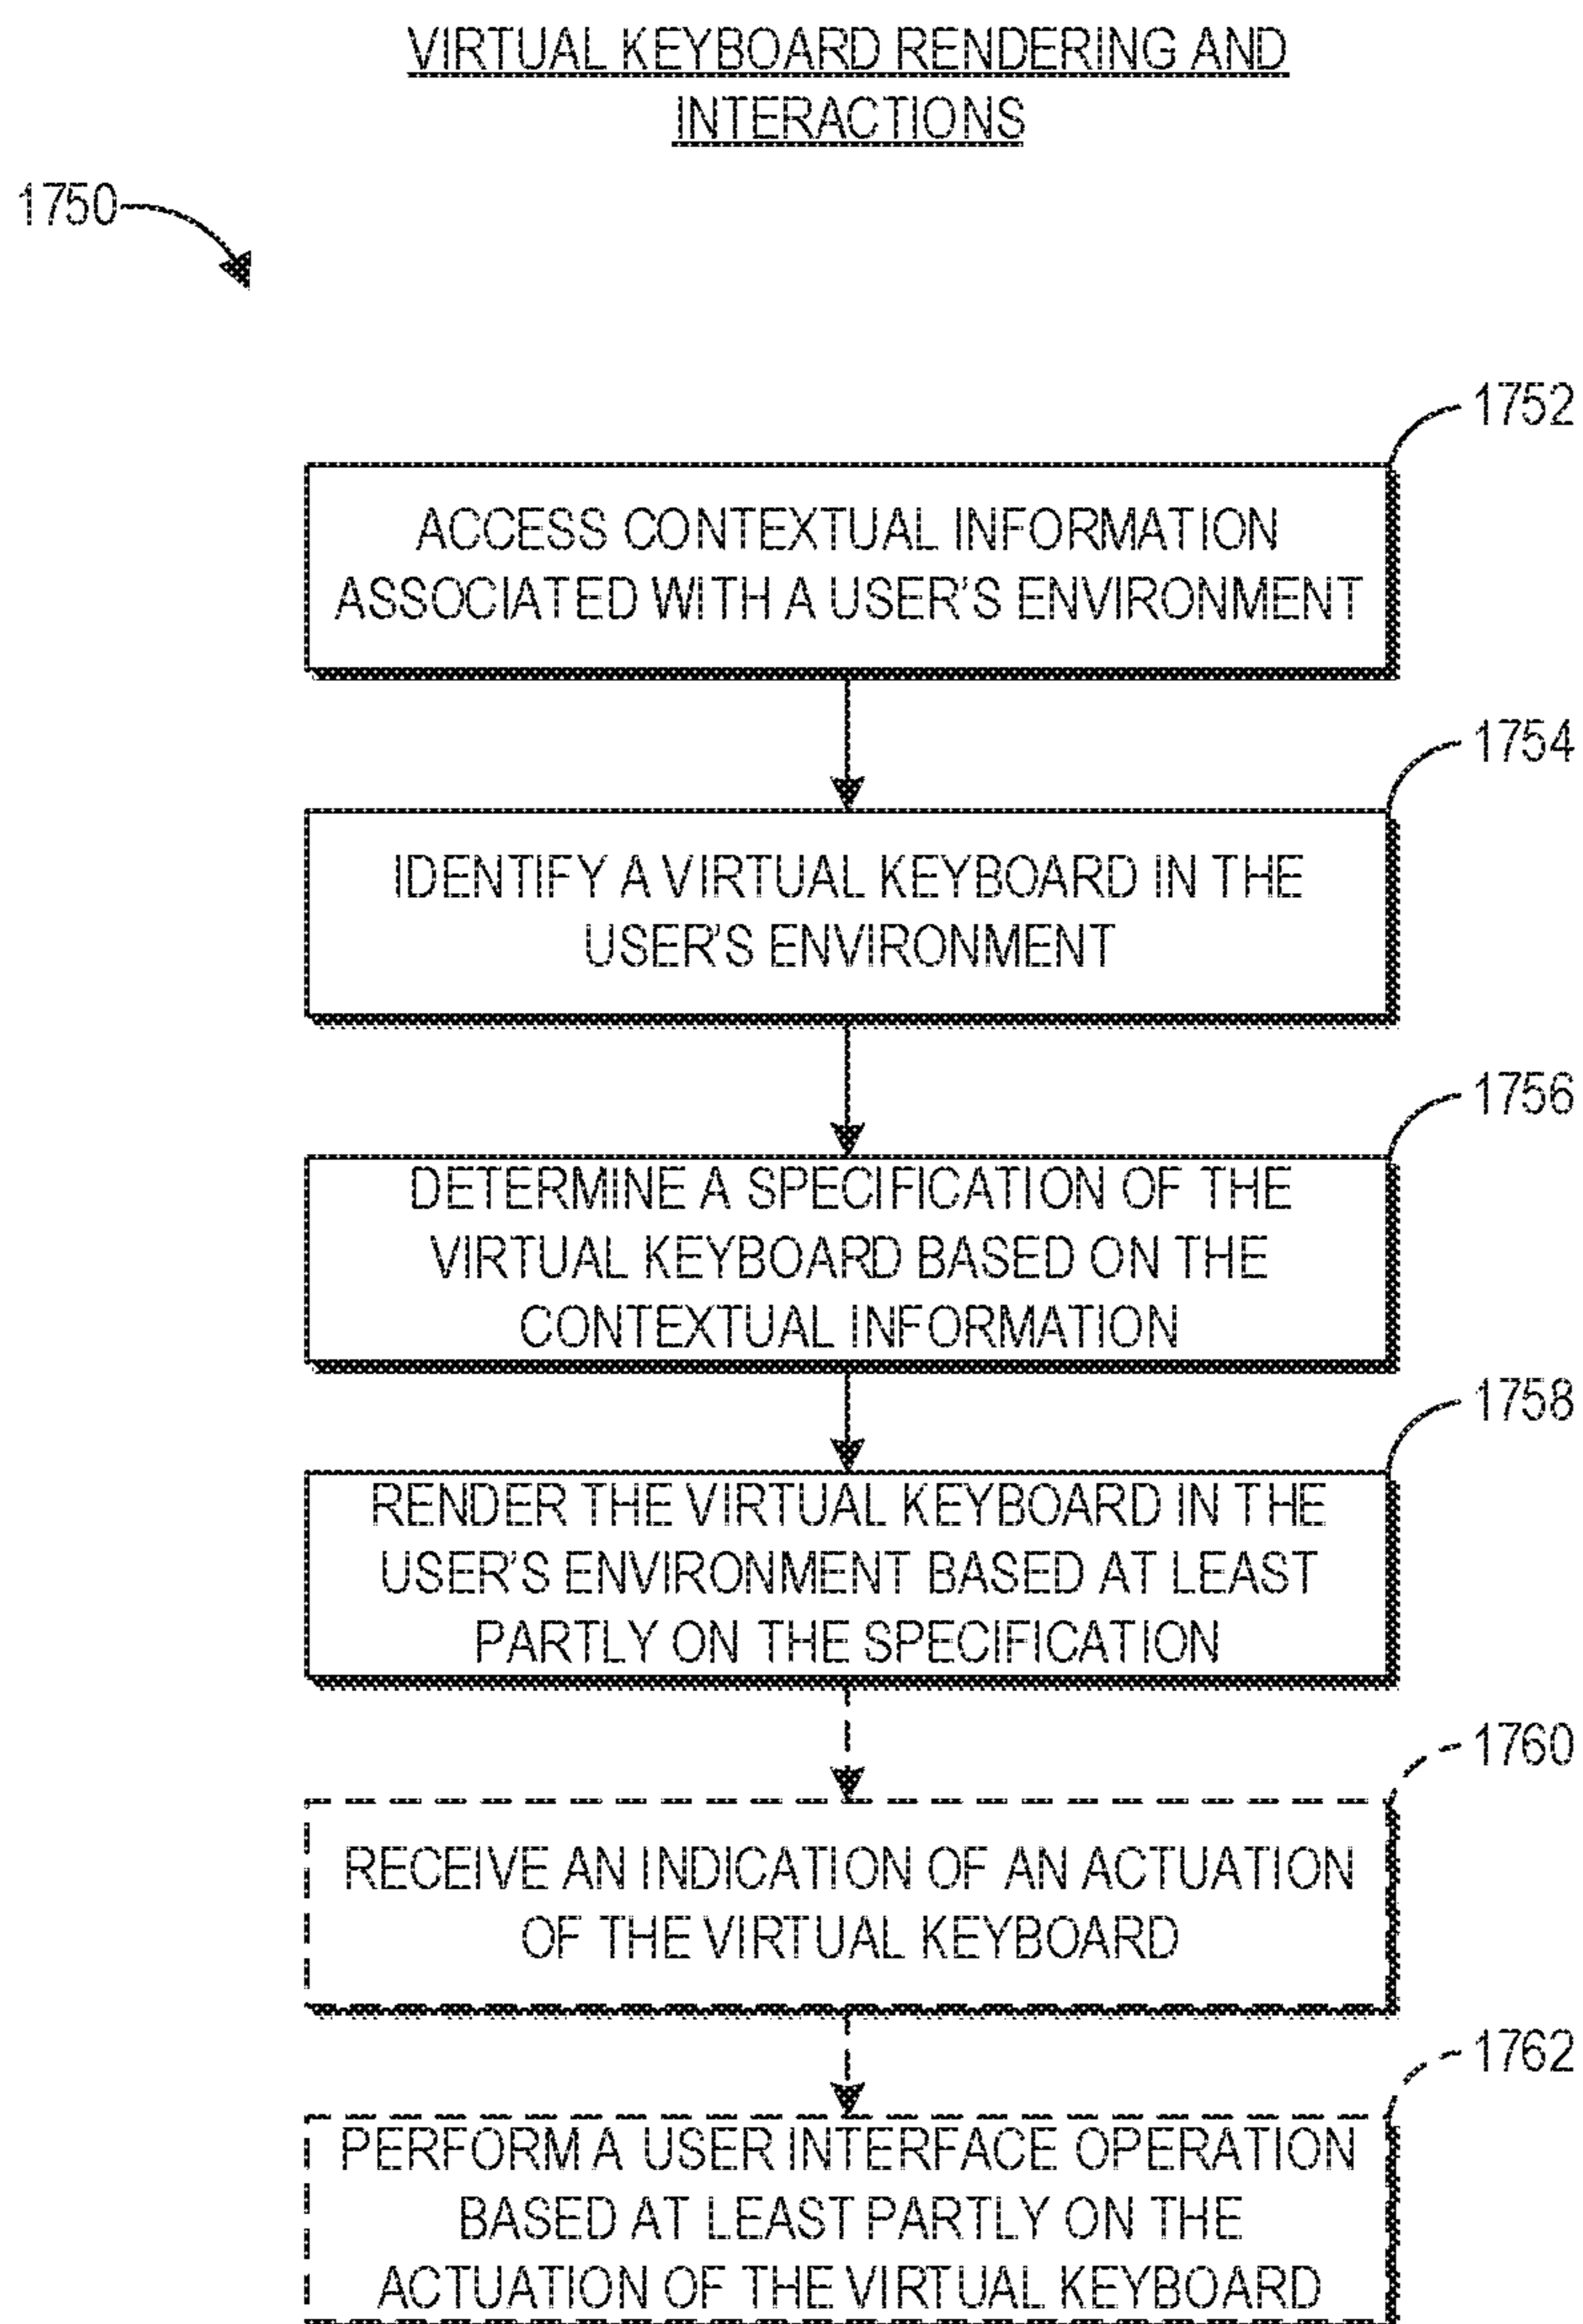 VIRTUAL KEYBOARD RENDERING AND
INTERACTIONS
1750
1752
ACCESS CONTEXTUAL INFORMATION
ASSOCIATED WITH A USER'S ENVIRONMENT
1754
IDENTIFY A VIRTUAL KEYBOARD IN THE
USER'S ENVIRONMENT
1756
DETERMINE A SPECIFICATION OF THE
VIRTUAL KEYBOARD BASED ON THE
CONTEXTUAL INFORMATION
1758
RENDER THE VIRTUAL KEYBOARD IN THE
USER'S ENVIRONMENT BASED AT LEAST
PARTLY ON THE SPECIFICATION
1760
RECEIVE AN INDICATION OF AN ACTUATION
OF THE VIRTUAL KEYBOARD
1762
PERFORM A USER INTERFACE OPERATION
BASED AT LEAST PARTLY ON THE
ACTUATION OF THE VIRTUAL KEYBOARD